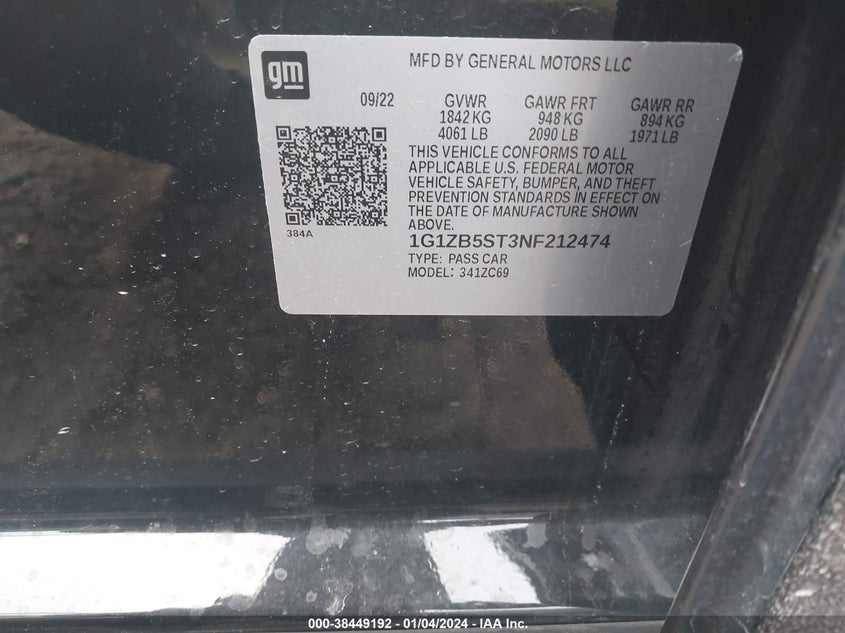 gm
MFD BY GENERAL MOTORS LLC
09/22 GVWR GAWR FRT GAWR RR
1842 KG 948 KG 894 KG
4061 LB 2090 LB 1971 LB
THIS VEHICLE CONFORMS TO ALL
APPLICABLE U.S. FEDERAL MOTOR
VEHICLE SAFETY, BUMPER, AND THEFT
PREVENTION STANDARDS IN EFFECT ON
THE DATE OF MANUFACTURE SHOWN
ABOVE.
384A
1G1ZB5ST3NF212474
TYPE: PASS CAR
MODEL: 341ZC69
000-38449192 - 01/04/2024 - IAA Inc.